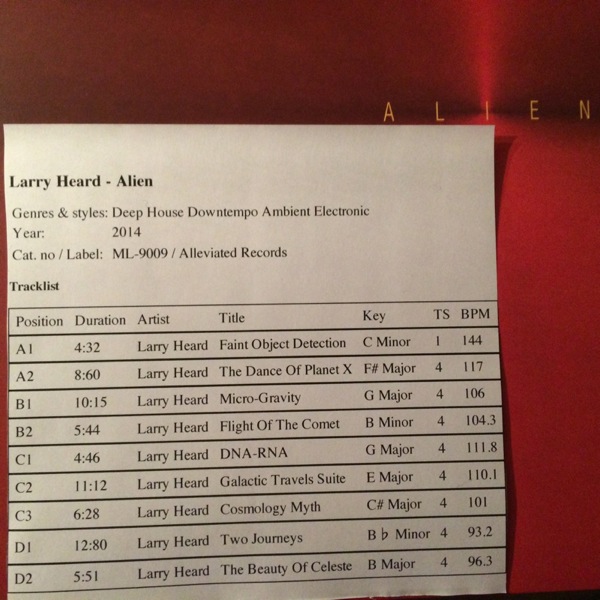 A L I E N
Larry Heard - Alien
Genres & styles: Deep House Downtempo Ambient Electronic
Year: 2014
Cat. no / Label: ML-9009 / Alleviated Records
Tracklist
Position Duration Artist Title Key TS BPM
A1 4:32 Larry Heard Faint Object Detection C Minor 1 144
A2 8:60 Larry Heard The Dance Of Planet X F# Major 4 117
B1 10:15 Larry Heard Micro-Gravity G Major 4 106
B2 5:44 Larry Heard Flight Of The Comet B Minor 4 104.3
C1 4:46 Larry Heard DNA-RNA G Major 4 111.8
C2 11:12 Larry Heard Galactic Travels Suite E Major 4 110.1
C3 6:28 Larry Heard Cosmology Myth C# Major 4 101
D1 12:80 Larry Heard Two Journeys B ♭ Minor 4 93.2
D2 5:51 Larry Heard The Beauty Of Celeste B Major 4 96.3